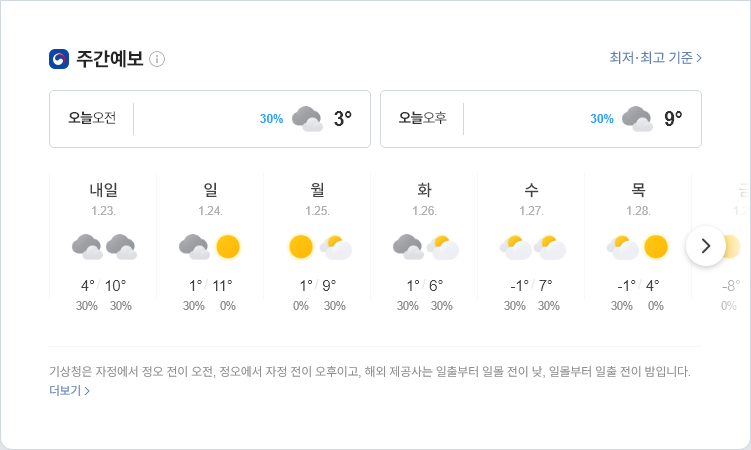 주간예보
최저·최고 기준 >
오늘오전 30% 3°
오늘오후 30% 9°
내일 일 월 화 수 목
1.23. 1.24. 1.25. 1.26. 1.27. 1.28.
4° / 10° 1° / 11° 1° / 9° 1° / 6° -1° / 7° -1° / 4° -8°
30% 30% 30% 0% 0% 30% 30% 30% 30% 30% 30% 0% 0%
기상청은 자정에서 정오 전이 오전, 정오에서 자정 전이 오후이고, 해외 제공사는 일출부터 일몰 전이 낮, 일몰부터 일출 전이 밤입니다.
더보기 >